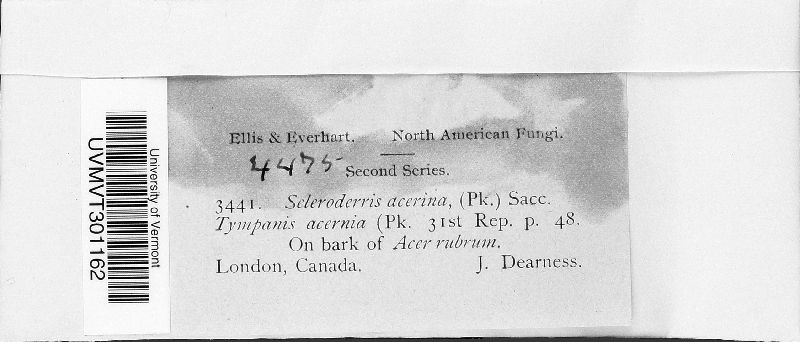 Ellis & Everhart. North American Fungi.
4475 Second Series.
3441. Scleroderris acerina, (Pk.) Sacc.
Tympanis acernia (Pk. 31st Rep. p. 48.
On bark of Acer rubrum.
London, Canada. J. Dearness.
University of Vermont
UVMVT301162